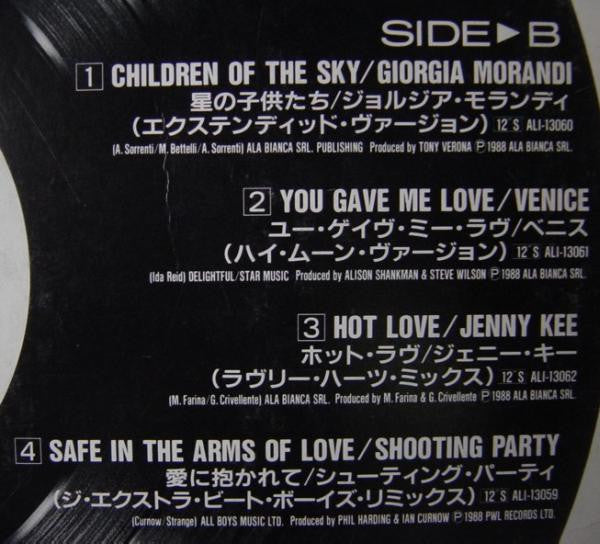 SIDE▶B
1 CHILDREN OF THE SKY/GIORGIA MORANDI
星の子供たち/ジョルジア・モランディ
(エクステンディッド・ヴァージョン) 12"S ALI-13060
(A. Sorrenti/M. Bettelli/A. Sorrenti) ALA BIANCA SRL. PUBLISHING Produced by TONY VERONA Ⓟ1988 ALA BIANCA SRL.
2 YOU GAVE ME LOVE/VENICE
ユー・ゲイヴ・ミー・ラヴ/ベニス
(ハイ・ムーン・ヴァージョン) 12"S ALI-13061
(Ida Reid) DELIGHTFUL/STAR MUSIC Produced by ALISON SHANKMAN & STEVE WILSON Ⓟ1988 ALA BIANCA SRL.
3 HOT LOVE/JENNY KEE
ホット・ラヴ/ジェニー・キー
(ラヴリー・ハーツ・ミックス) 12"S ALI-13062
(M. Farina/G. Crivellente) ALA BIANCA SRL. Produced by M. Farina & G. Crivellente Ⓟ1988 ALA BIANCA SRL.
4 SAFE IN THE ARMS OF LOVE/SHOOTING PARTY
愛に抱かれて/シューティング・パーティ
(ジ・エクストラ・ビート・ボーイズ・リミックス) 12"S ALI-13059
(Curnow/Strange) ALL BOYS MUSIC LTD. Produced by PHIL HARDING & IAN CURNOW Ⓟ1988 PWL RECORDS LTD.